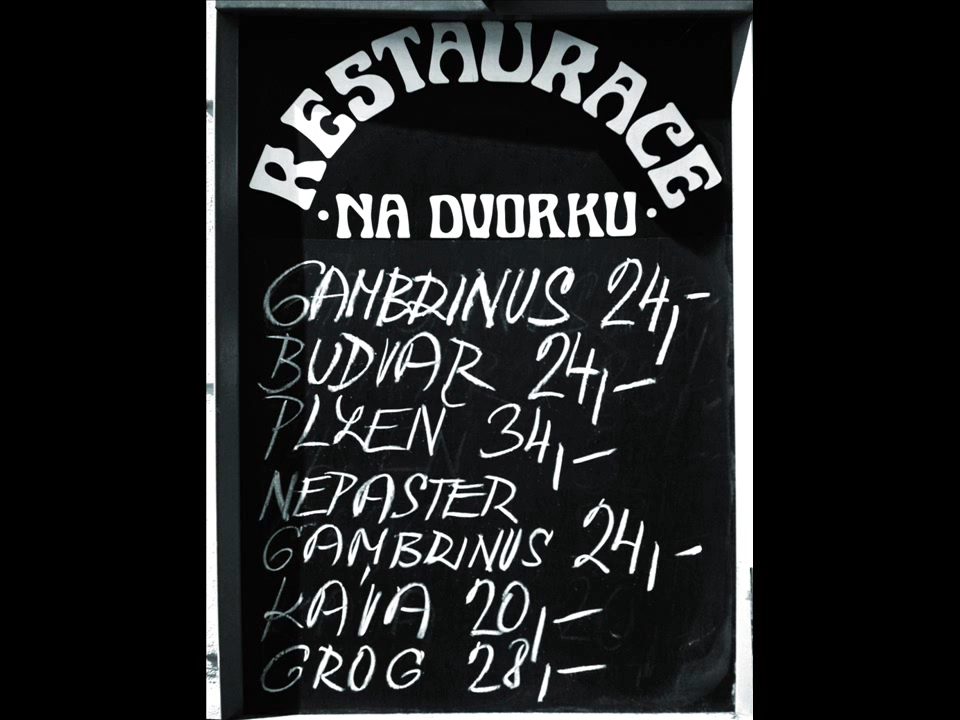 RESTAURACE
· NA DVORKU ·
GAMBRINUS 24,-
BUDVAR 24,-
PLZEN 34,-
NEPASTER
GAMBRINUS 24,-
KÁVA 20,-
GROG 28,-